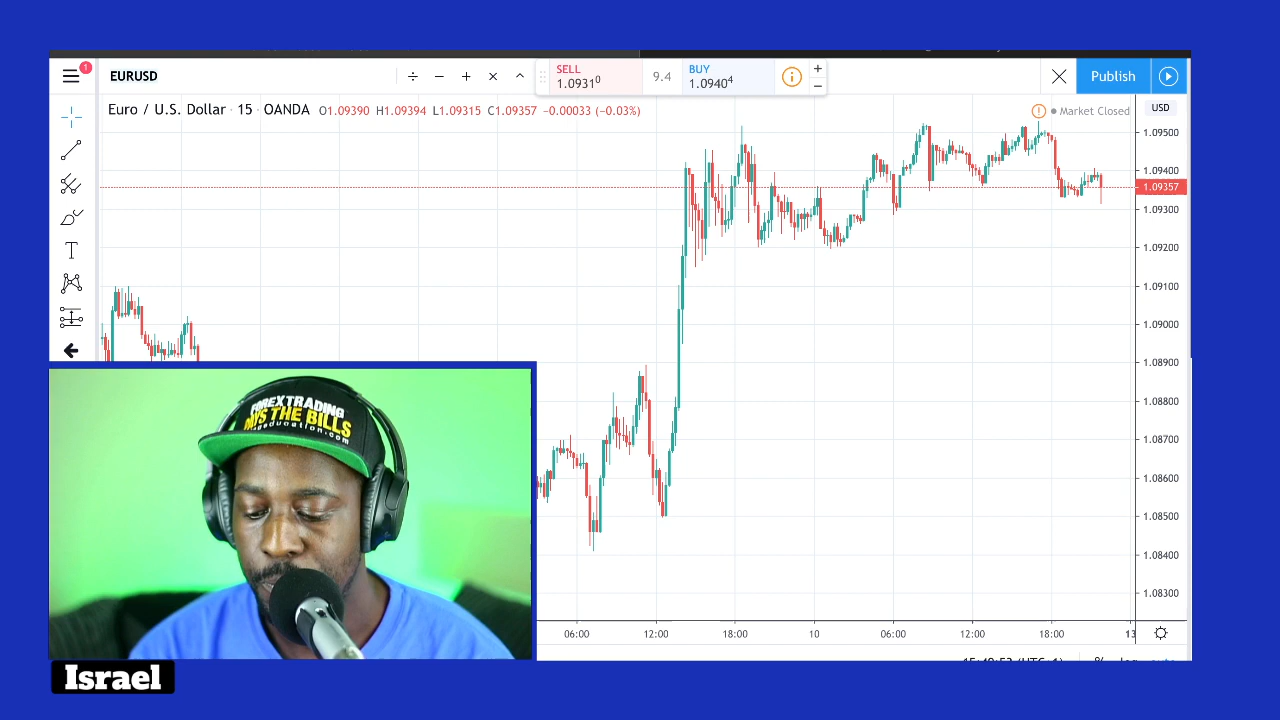 1
EURUSD
SELL
1.0931⁰
9.4
BUY
1.0940⁴
Publish
Euro / U.S. Dollar · 15 · OANDA O1.09390 H1.09394 L1.09315 C1.09357 −0.00033 (−0.03%)
Market Closed
USD
1.09500
1.09400
1.09357
1.09300
1.09200
1.09100
1.09000
1.08900
1.08800
1.08700
1.08600
1.08500
1.08400
1.08300
06:00 12:00 18:00 10 06:00 12:00 18:00 13
FOREX TRADING
PAYS THE BILLS
Israel